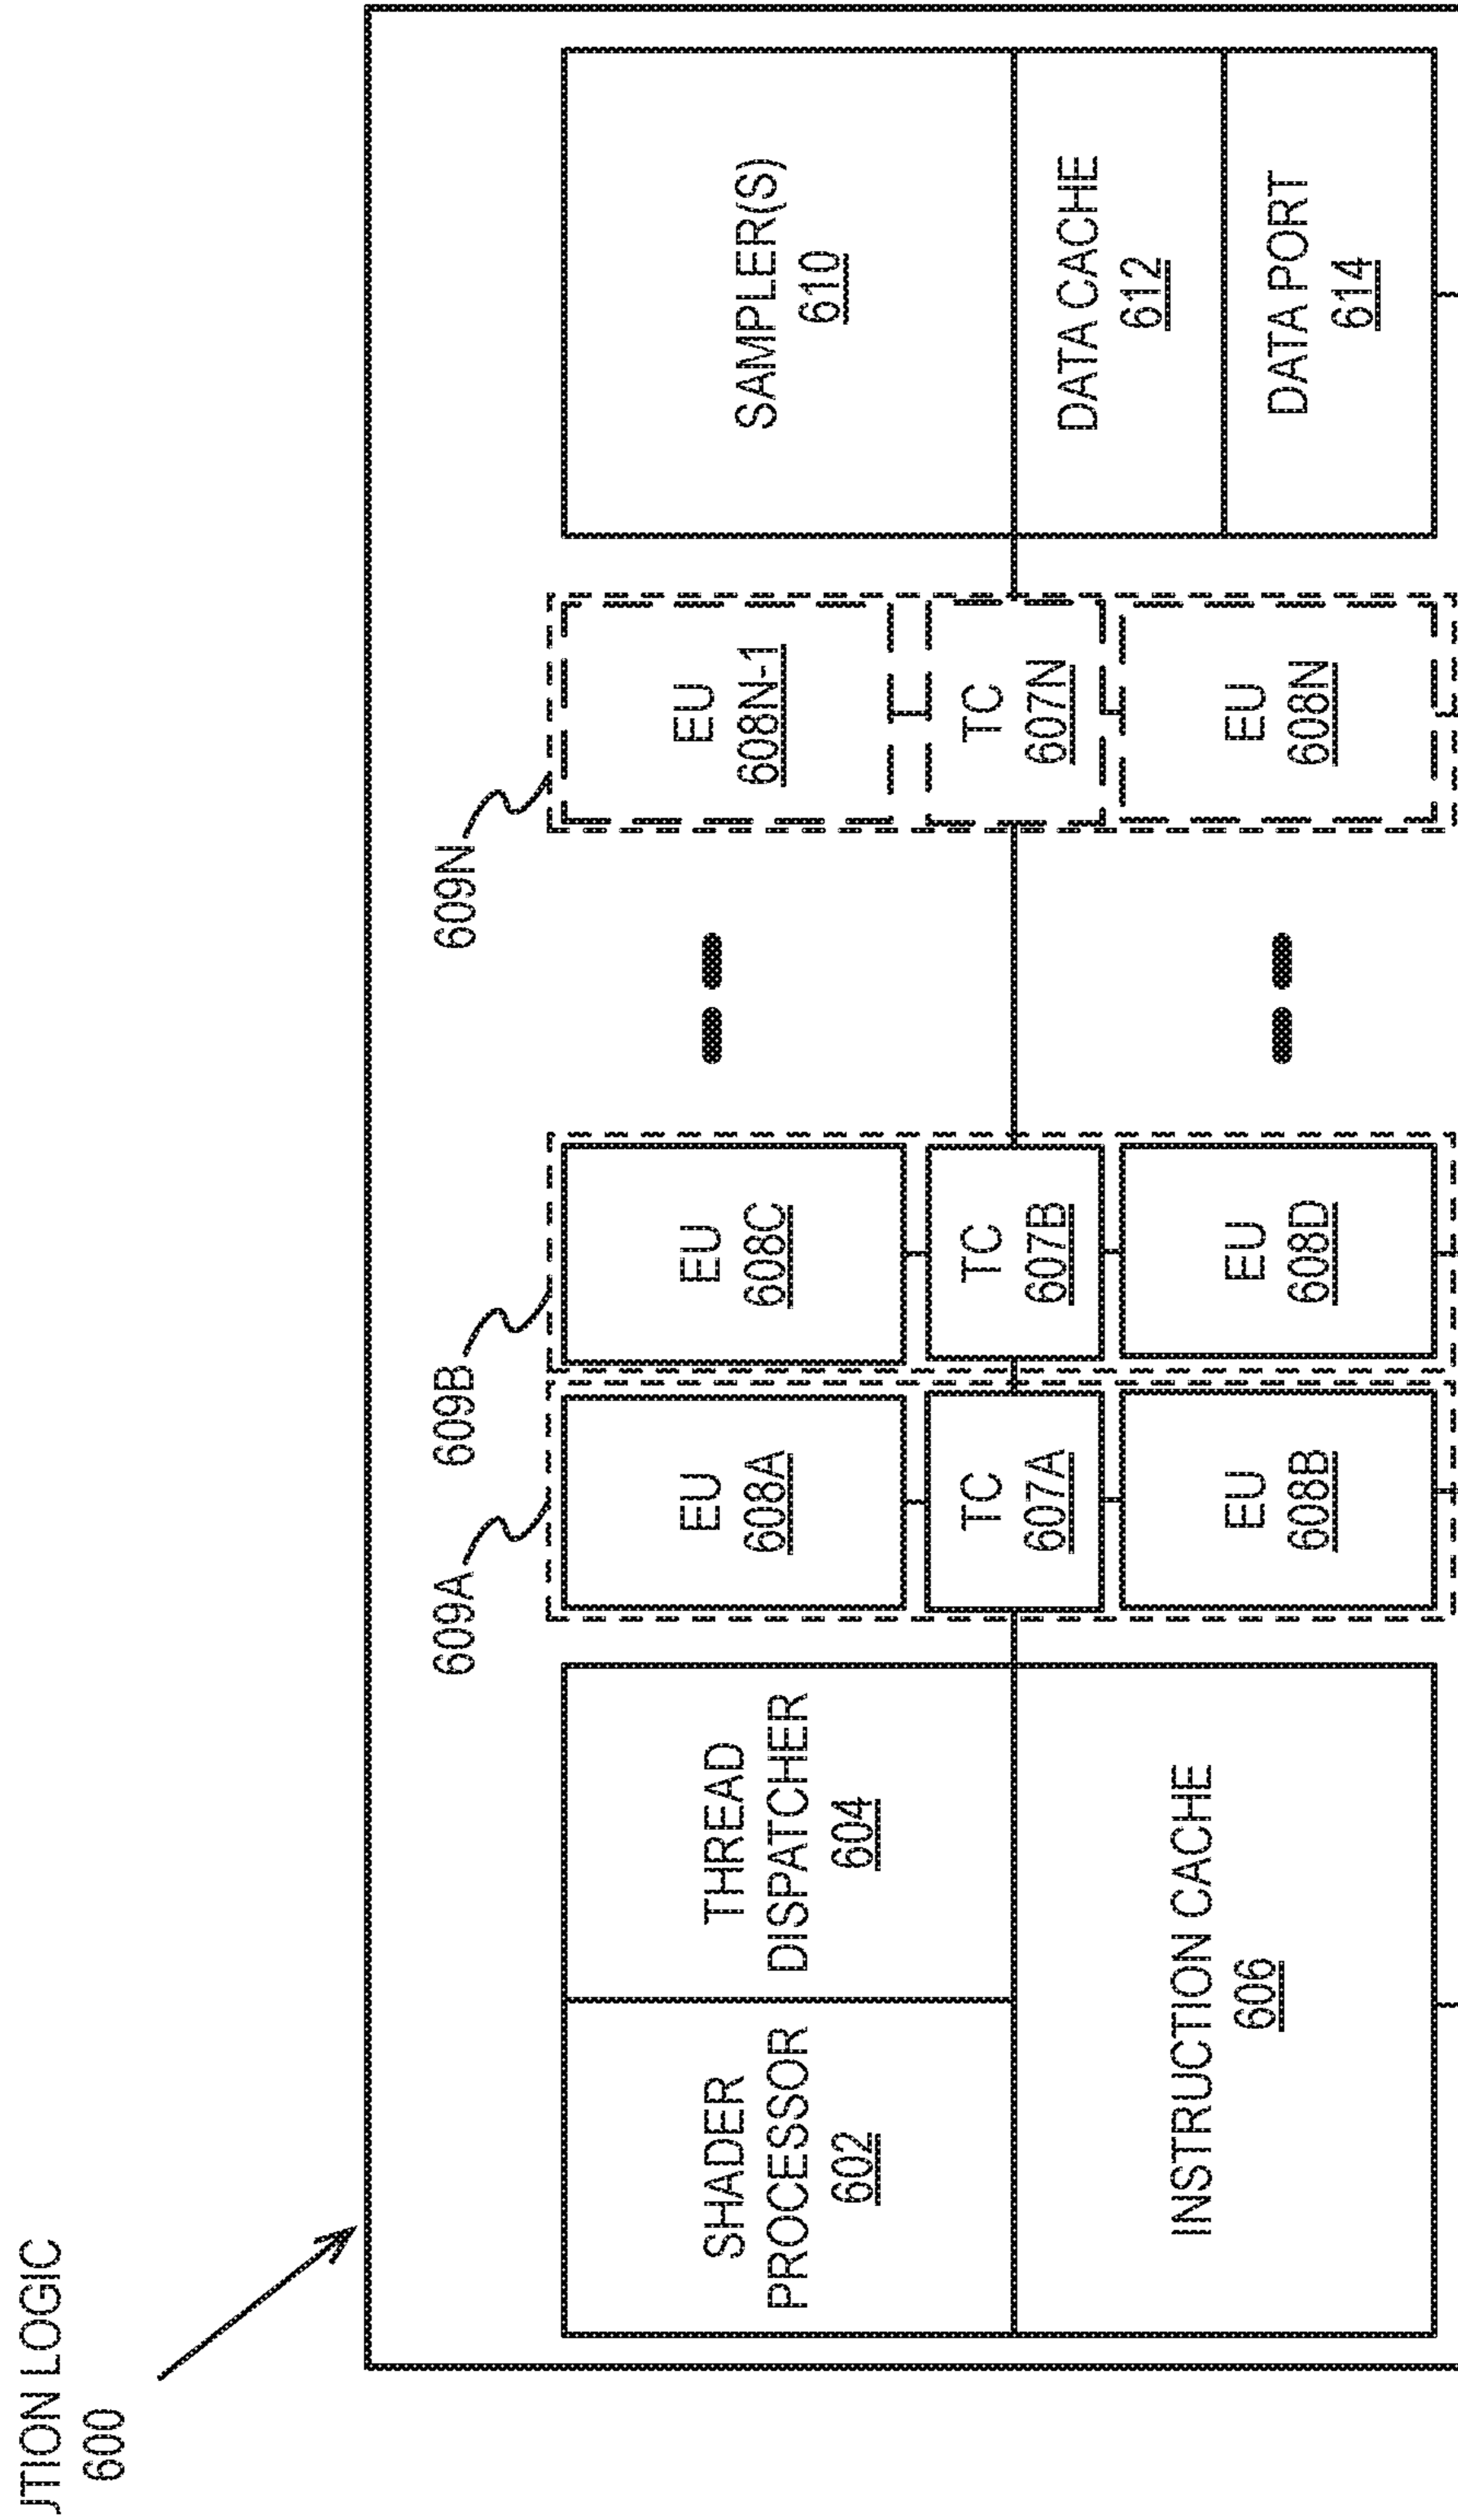 JTION LOGIC
600
609A
609B
609N
SHADER
PROCESSOR
602
THREAD
DISPATCHER
604
INSTRUCTION CACHE
606
EU
608A
TC
607A
EU
608B
EU
608C
TC
607B
EU
608D
EU
608N-1
TC
607N
EU
608N
SAMPLER(S)
610
DATA CACHE
612
DATA PORT
614